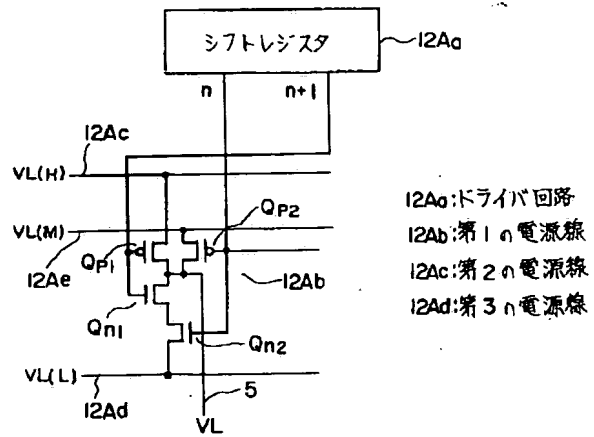 シフトレジスタ
12Aa
n
n+1
12Ac
VL(H)
VL(M)
QP2
QP1
12Ae
12Ab
Qn1
Qn2
VL(L)
12Ad
5
VL
12Aa:ドライバ回路
12Ab:第1の電源線
12Ac:第2の電源線
12Ad:第3の電源線